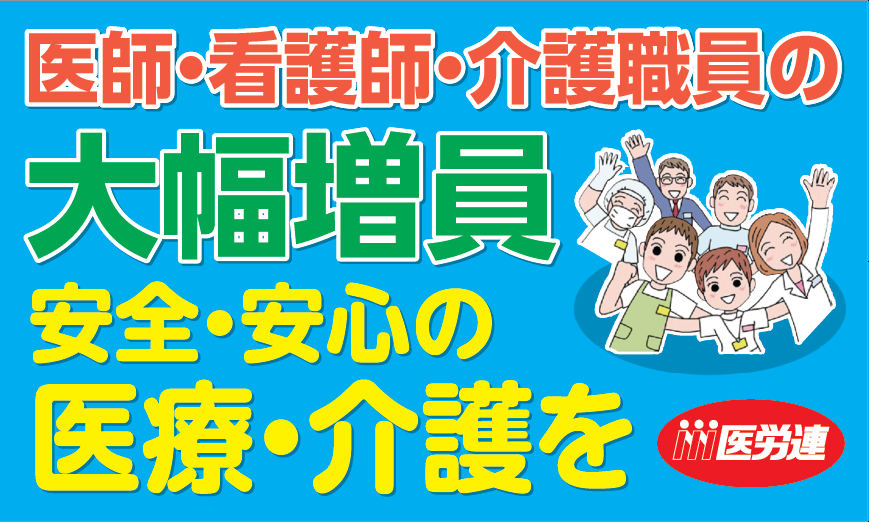 医師・看護師・介護職員の
大幅増員
安全・安心の
医療・介護を
医労連